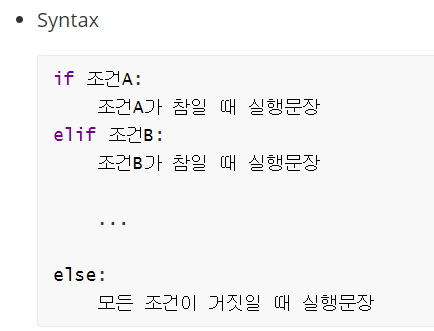 Syntax
if 조건A:
조건A가 참일 때 실행문장
elif 조건B:
조건B가 참일 때 실행문장
...
else:
모든 조건이 거짓일 때 실행문장